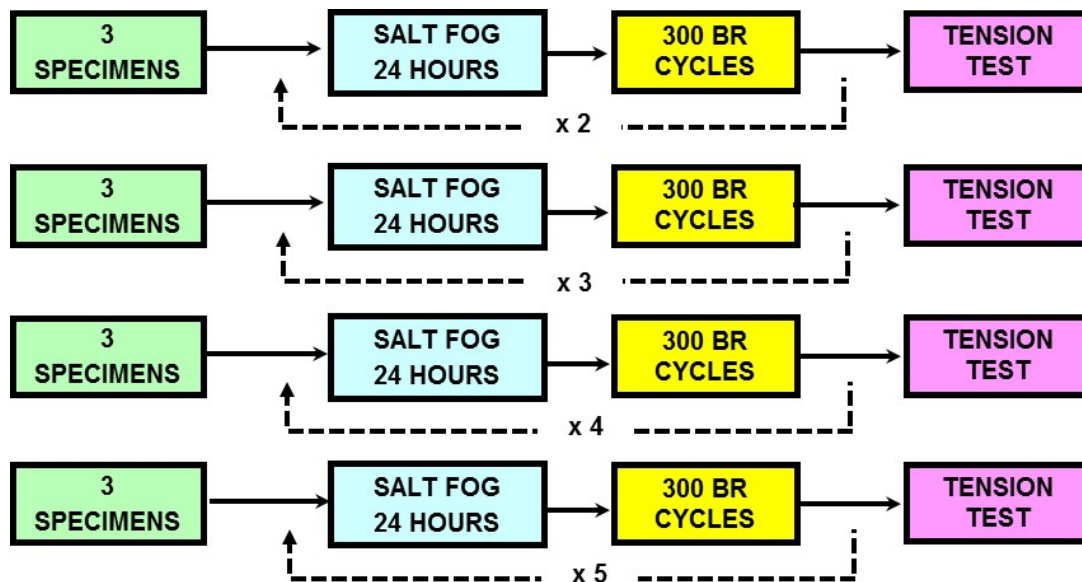 3
SPECIMENS
SALT FOG
24 HOURS
300 BR
CYCLES
TENSION
TEST
x 2
3
SPECIMENS
SALT FOG
24 HOURS
300 BR
CYCLES
TENSION
TEST
x 3
3
SPECIMENS
SALT FOG
24 HOURS
300 BR
CYCLES
TENSION
TEST
x 4
3
SPECIMENS
SALT FOG
24 HOURS
300 BR
CYCLES
TENSION
TEST
x 5